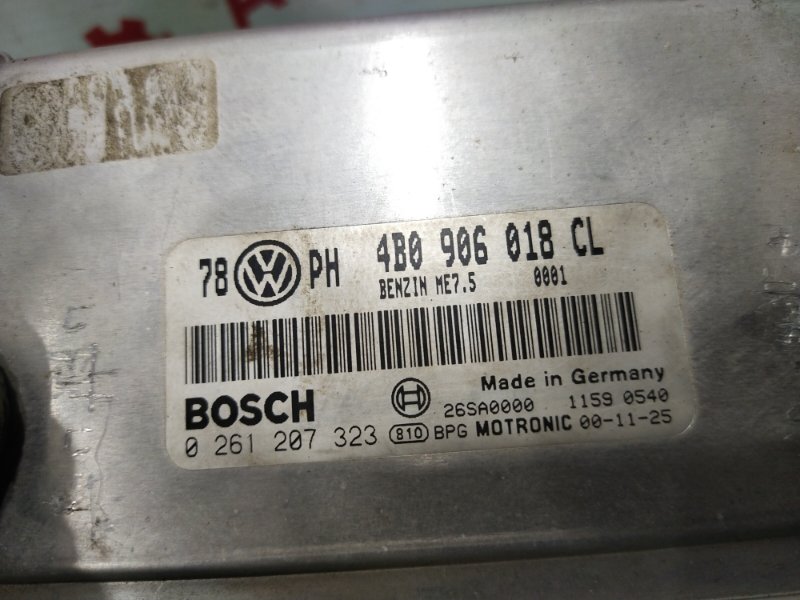 78 VW PH 4B0 906 018 CL
BENZIN ME7.5 0001
Made in Germany
BOSCH 26SA0000 1159 0540
0 261 207 323 810 BPG MOTRONIC 00-11-25